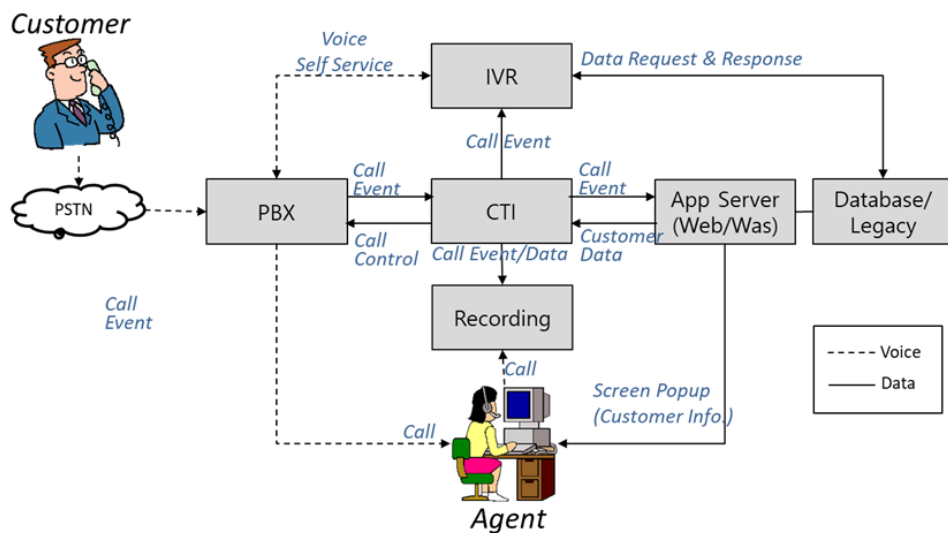 Customer
Voice
Self Service
IVR
Data Request & Response
Call Event
PSTN
Call
Event
PBX
CTI
Call
Event
App Server
(Web/Was)
Database/
Legacy
Call
Control
Call Event/Data
Customer
Data
Call
Event
Recording
Call
Screen Popup
(Customer Info.)
Call
Agent
Voice
Data